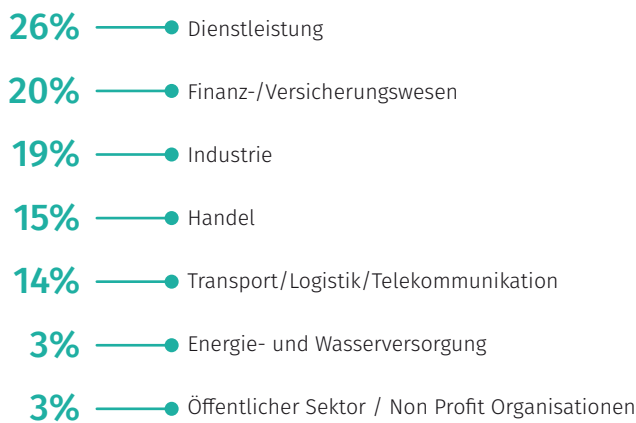 26% Dienstleistung
20% Finanz-/Versicherungswesen
19% Industrie
15% Handel
14% Transport/Logistik/Telekommunikation
3% Energie- und Wasserversorgung
3% Öffentlicher Sektor / Non Profit Organisationen